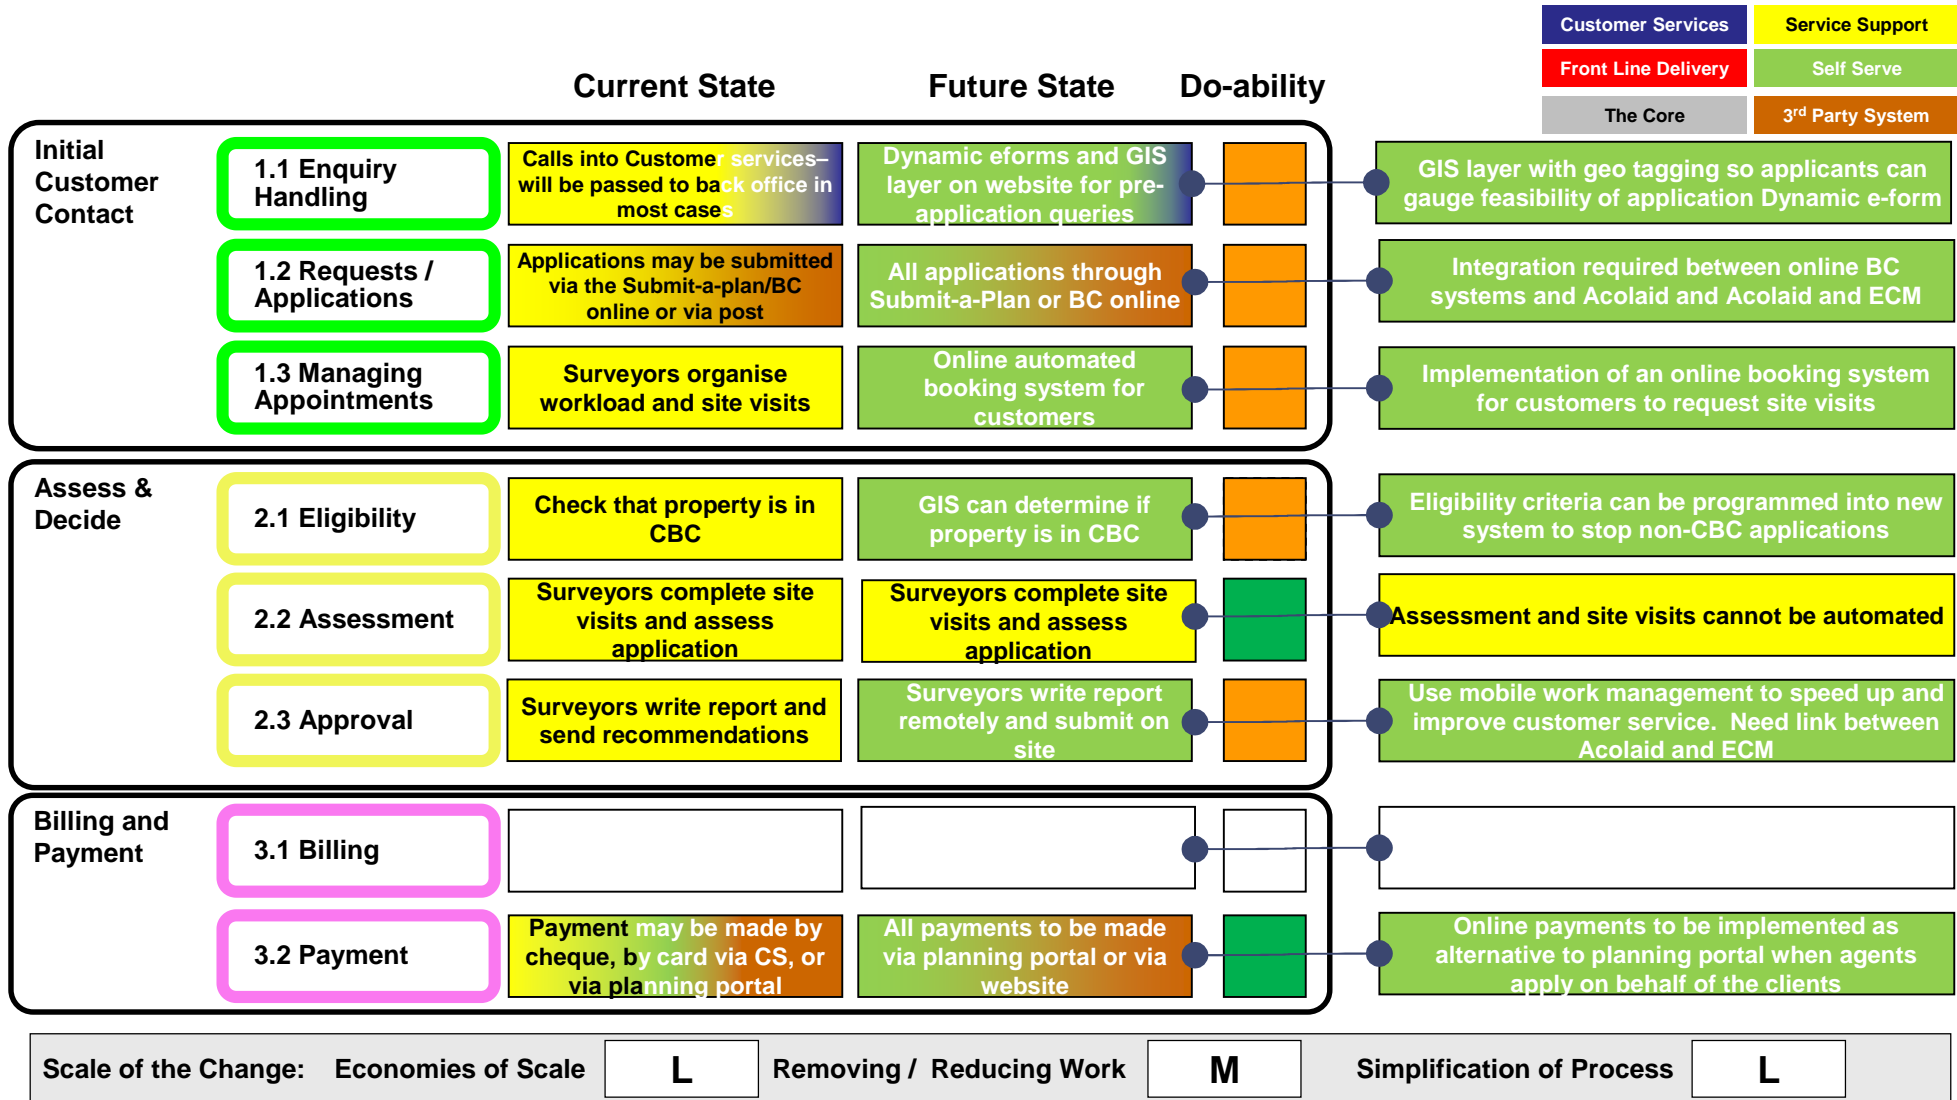 Customer Services
Service Support
Front Line Delivery
Self Serve
The Core
3rd Party System
Current State
Future State
Do-ability
Initial
Customer
Contact
1.1 Enquiry
Handling
Calls into Customer services–
will be passed to back office in
most cases
Dynamic eforms and GIS
layer on website for pre-
application queries
GIS layer with geo tagging so applicants can
gauge feasibility of application Dynamic e-form
1.2 Requests /
Applications
Applications may be submitted
via the Submit-a-plan/BC
online or via post
All applications through
Submit-a-Plan or BC online
Integration required between online BC
systems and Acolaid and Acolaid and ECM
1.3 Managing
Appointments
Surveyors organise
workload and site visits
Online automated
booking system for
customers
Implementation of an online booking system
for customers to request site visits
Assess &
Decide
2.1 Eligibility
Check that property is in
CBC
GIS can determine if
property is in CBC
Eligibility criteria can be programmed into new
system to stop non-CBC applications
2.2 Assessment
Surveyors complete site
visits and assess
application
Surveyors complete site
visits and assess
application
Assessment and site visits cannot be automated
2.3 Approval
Surveyors write report and
send recommendations
Surveyors write report
remotely and submit on
site
Use mobile work management to speed up and
improve customer service.  Need link between
Acolaid and ECM
Billing and
Payment
3.1 Billing
3.2 Payment
Payment may be made by
cheque, by card via CS, or
via planning portal
All payments to be made
via planning portal or via
website
Online payments to be implemented as
alternative to planning portal when agents
apply on behalf of the clients
Scale of the Change:
Economies of Scale
L
Removing /  Reducing Work
M
Simplification of Process
L